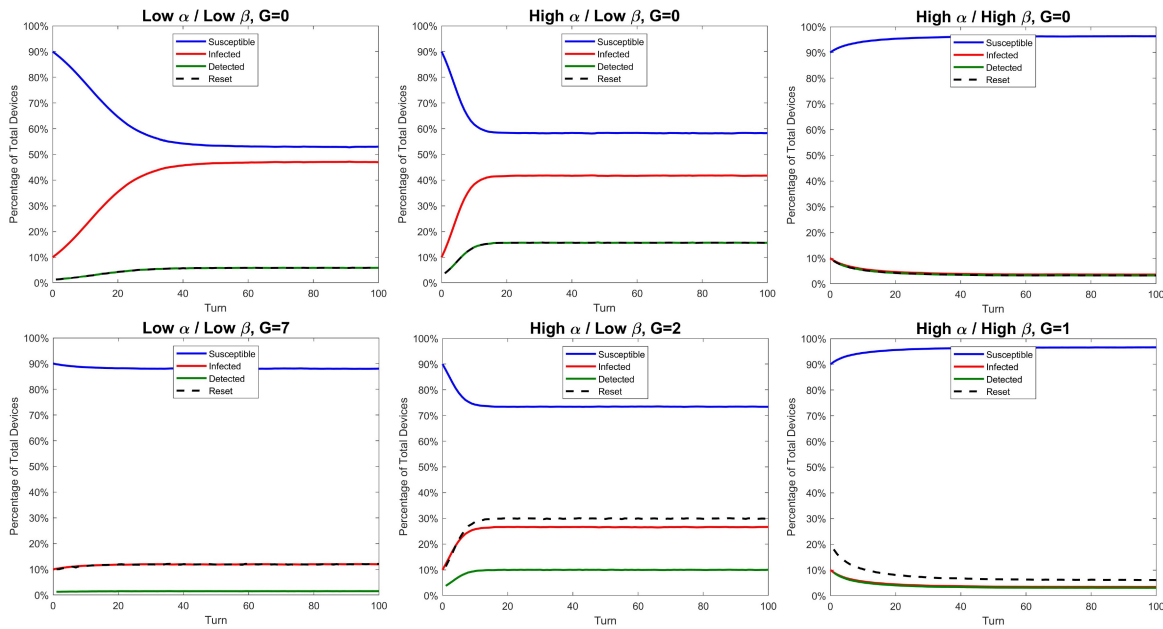 Low α / Low β, G=0
Percentage of Total Devices
100%
90%
80%
70%
60%
50%
40%
30%
20%
10%
0%
Susceptible
Infected
Detected
Reset
0 20 40 60 80 100
Turn
High α / Low β, G=0
Percentage of Total Devices
100%
90%
80%
70%
60%
50%
40%
30%
20%
10%
0%
Susceptible
Infected
Detected
Reset
0 20 40 60 80 100
Turn
High α / High β, G=0
Percentage of Total Devices
100%
90%
80%
70%
60%
50%
40%
30%
20%
10%
0%
Susceptible
Infected
Detected
Reset
0 20 40 60 80 100
Turn
Low α / Low β, G=7
Percentage of Total Devices
100%
90%
80%
70%
60%
50%
40%
30%
20%
10%
0%
Susceptible
Infected
Detected
Reset
0 20 40 60 80 100
Turn
High α / Low β, G=2
Percentage of Total Devices
100%
90%
80%
70%
60%
50%
40%
30%
20%
10%
0%
Susceptible
Infected
Detected
Reset
0 20 40 60 80 100
Turn
High α / High β, G=1
Percentage of Total Devices
100%
90%
80%
70%
60%
50%
40%
30%
20%
10%
0%
Susceptible
Infected
Detected
Reset
0 20 40 60 80 100
Turn